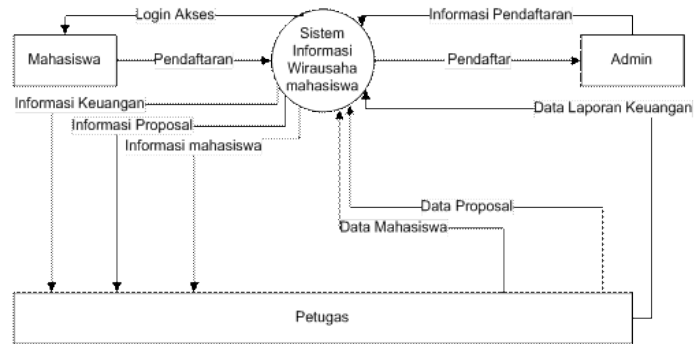 Login Akses
Informasi Pendaftaran
Sistem
Informasi
Wirausaha
mahasiswa
Mahasiswa
Pendaftaran
Pendaftar
Admin
Informasi Keuangan
Data Laporan Keuangan
Informasi Proposal
Informasi mahasiswa
Data Proposal
Data Mahasiswa
Petugas